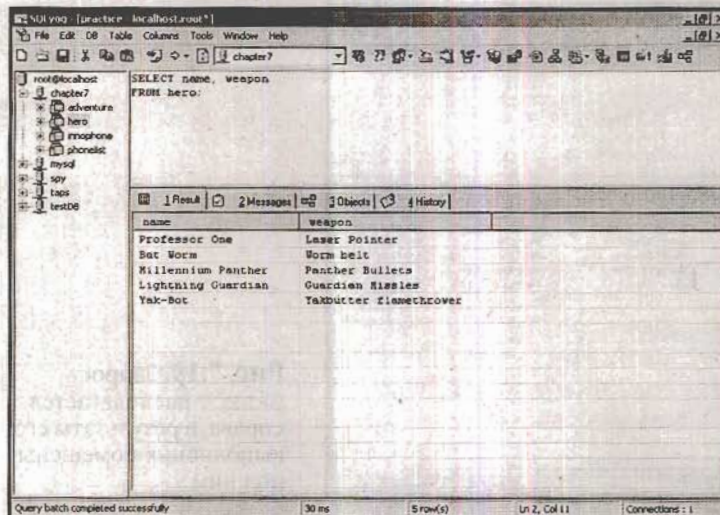 SQLyog - [practice - localhost.root*]
File Edit DB Table Columns Tools Window Help
chapter7
root@localhost
chapter7
adventure
hero
innophone
phonelist
mysql
spy
taps
testDB
SELECT name, weapon
FROM hero;
1 Result 2 Messages 3 Objects 4 History
name weapon
Professor One Laser Pointer
Bat Worm Worm belt
Millennium Panther Panther Bullets
Lightning Guardian Guardian Missles
Yak-Bot Yakbutter flamethrower
Query batch completed successfully 30 ms 5 row(s) Ln 2, Col 11 Connections : 1